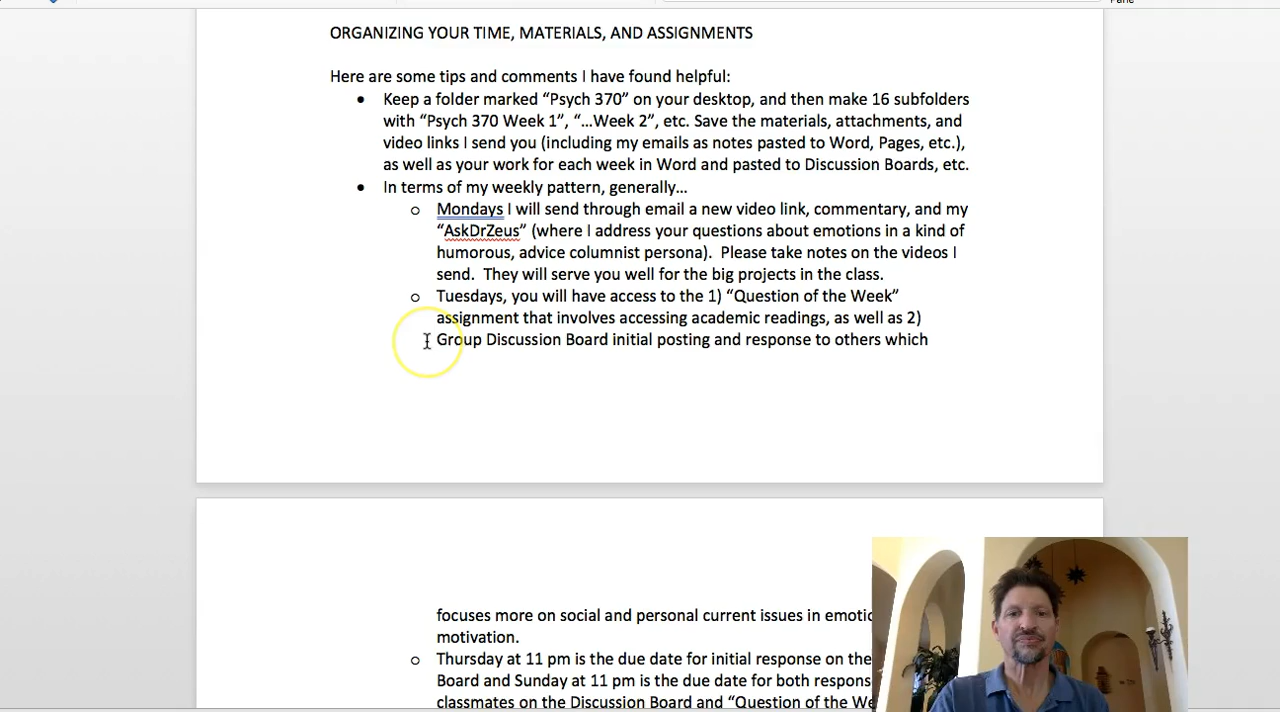 Pane
ORGANIZING YOUR TIME, MATERIALS, AND ASSIGNMENTS
Here are some tips and comments I have found helpful:
• Keep a folder marked “Psych 370” on your desktop, and then make 16 subfolders
with “Psych 370 Week 1”, “…Week 2”, etc. Save the materials, attachments, and
video links I send you (including my emails as notes pasted to Word, Pages, etc.),
as well as your work for each week in Word and pasted to Discussion Boards, etc.
• In terms of my weekly pattern, generally…
o Mondays I will send through email a new video link, commentary, and my
“AskDrZeus” (where I address your questions about emotions in a kind of
humorous, advice columnist persona).  Please take notes on the videos I
send.  They will serve you well for the big projects in the class.
o Tuesdays, you will have access to the 1) “Question of the Week”
assignment that involves accessing academic readings, as well as 2)
Group Discussion Board initial posting and response to others which
focuses more on social and personal current issues in
motivation.
o Thursday at 11 pm is the due date for initial response on the
Board and Sunday at 11 pm is the due date for both
classmates on the Discussion Board and “Question of the